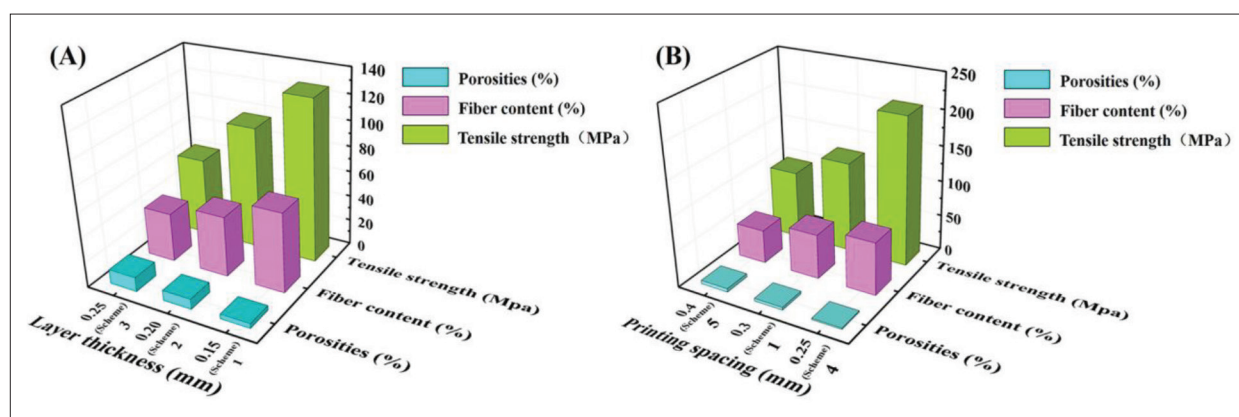 (A)
Porosities (%)
Fiber content (%)
Tensile strength（MPa）
140
120
100
80
60
40
20
0
Tensile strength (Mpa)
Fiber content (%)
Porosities (%)
0.25
(Scheme)
3
0.20
(Scheme)
2
0.15
(Scheme)
1
Layer thickness (mm)
(B)
Porosities (%)
Fiber content (%)
Tensile strength（MPa）
250
200
150
100
50
0
Tensile strength (Mpa)
Fiber content (%)
Porosities (%)
0.4
(Scheme)
5
0.3
(Scheme)
1
0.25
(Scheme)
4
Printing spacing (mm)